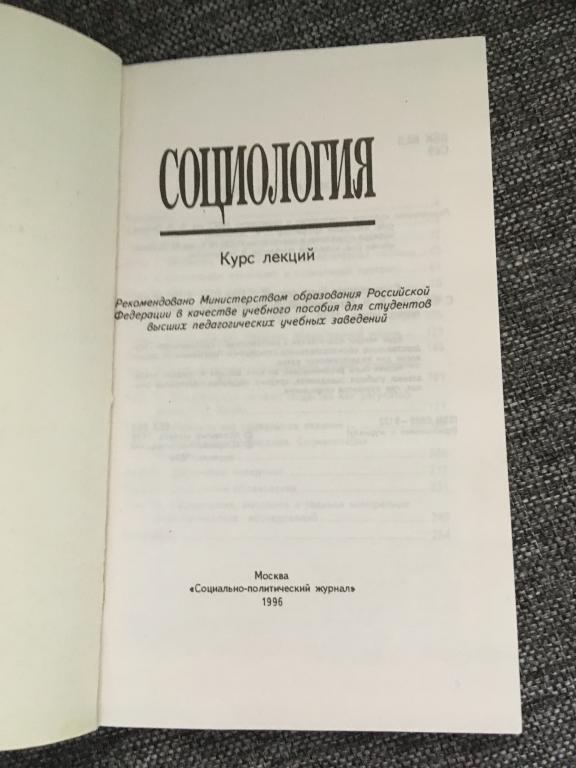 СОЦИОЛОГИЯ
Курс лекций
Рекомендовано Министерством образования Российской
Федерации в качестве учебного пособия для студентов
высших педагогических учебных заведений
Москва
«Социально-политический журнал»
1996